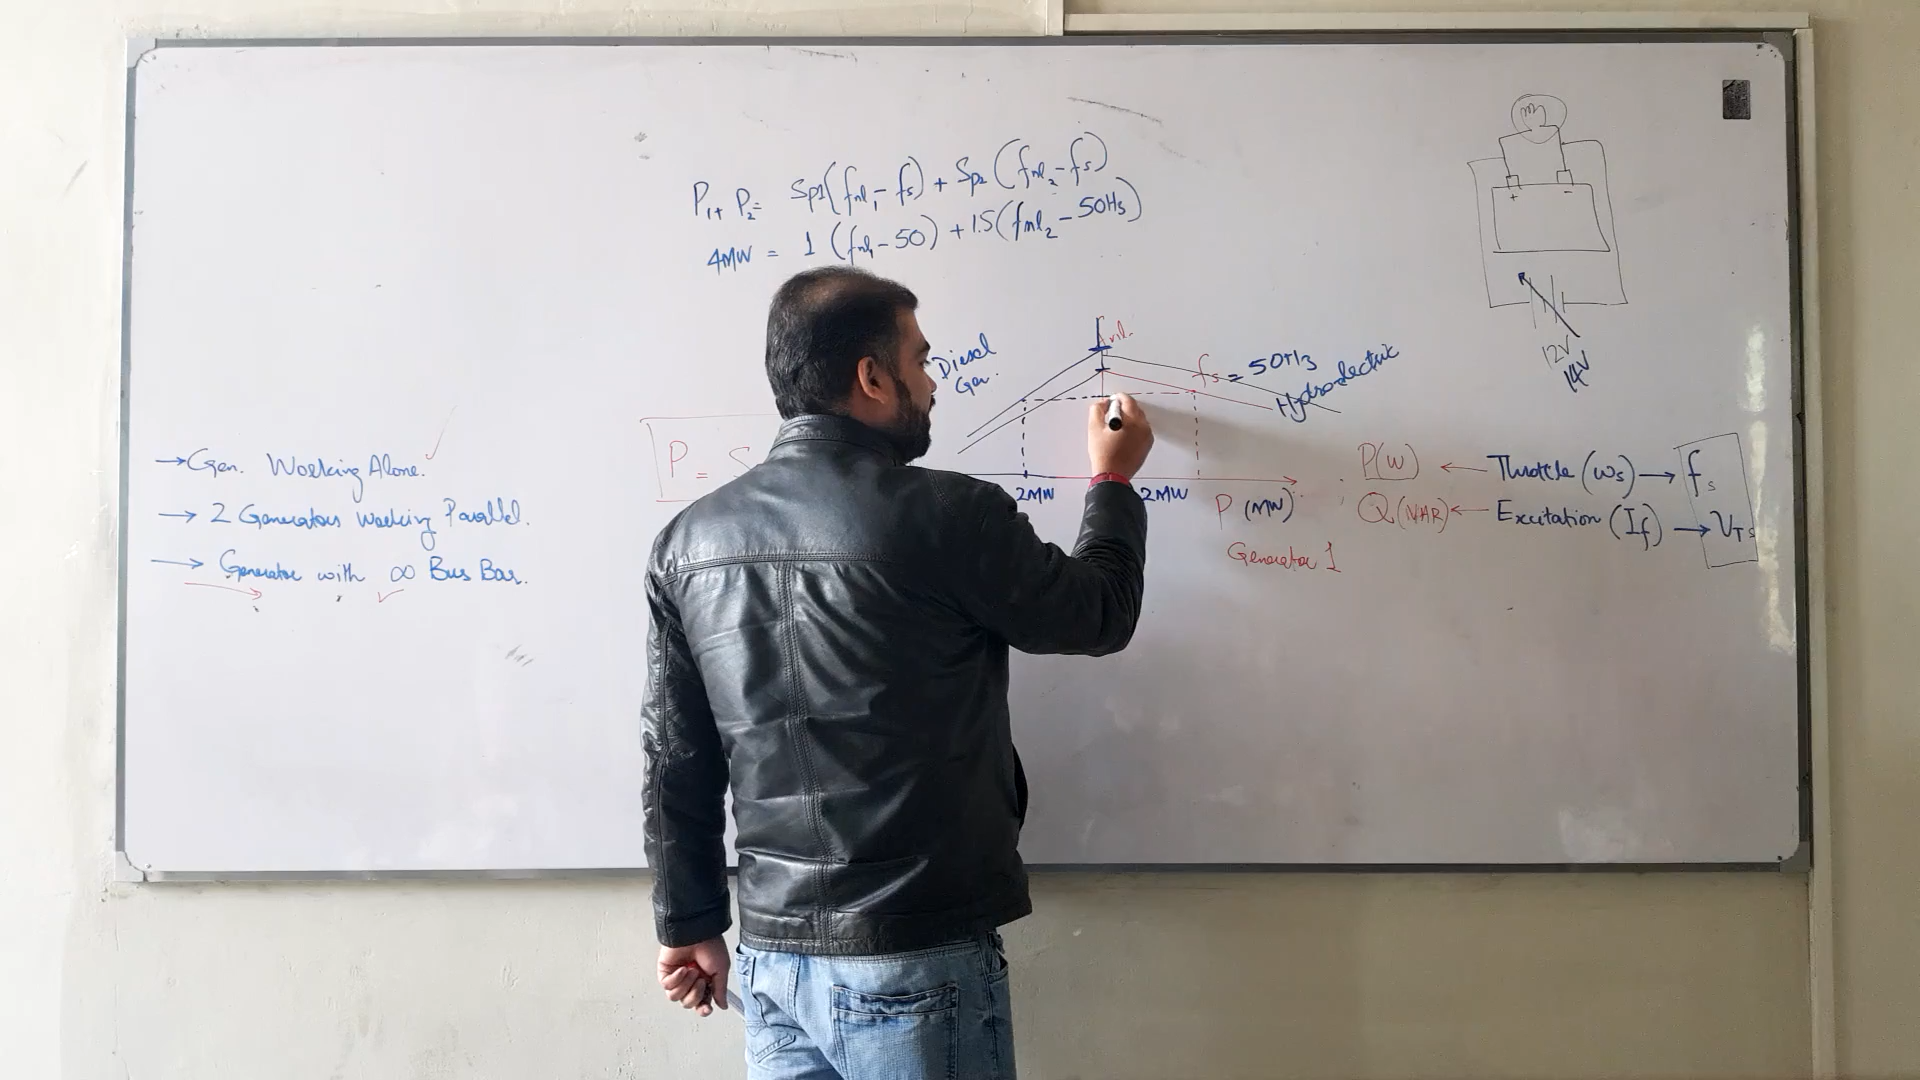 P₁ + P₂ = Sp1(fnl₁ - fs) + Sp₂(fnl₂ - fs)
4MW = 1 (fnl₁ - 50) + 1.5(fnl₂ - 50Hz)
+ -
12V
14V
Diesel
Gen.
fnl.
fs = 50Hz
Hydroelectric
→ Gen. Working Alone.
→ 2 Generators Working Parallel.
→ Generator with ∞ Bus Bar.
P = S
2MW 2MW P (MW)
Generator 1
P(W) ← Throttle (ωs) → fs
Q(VAR) ← Excitation (If) → VTs